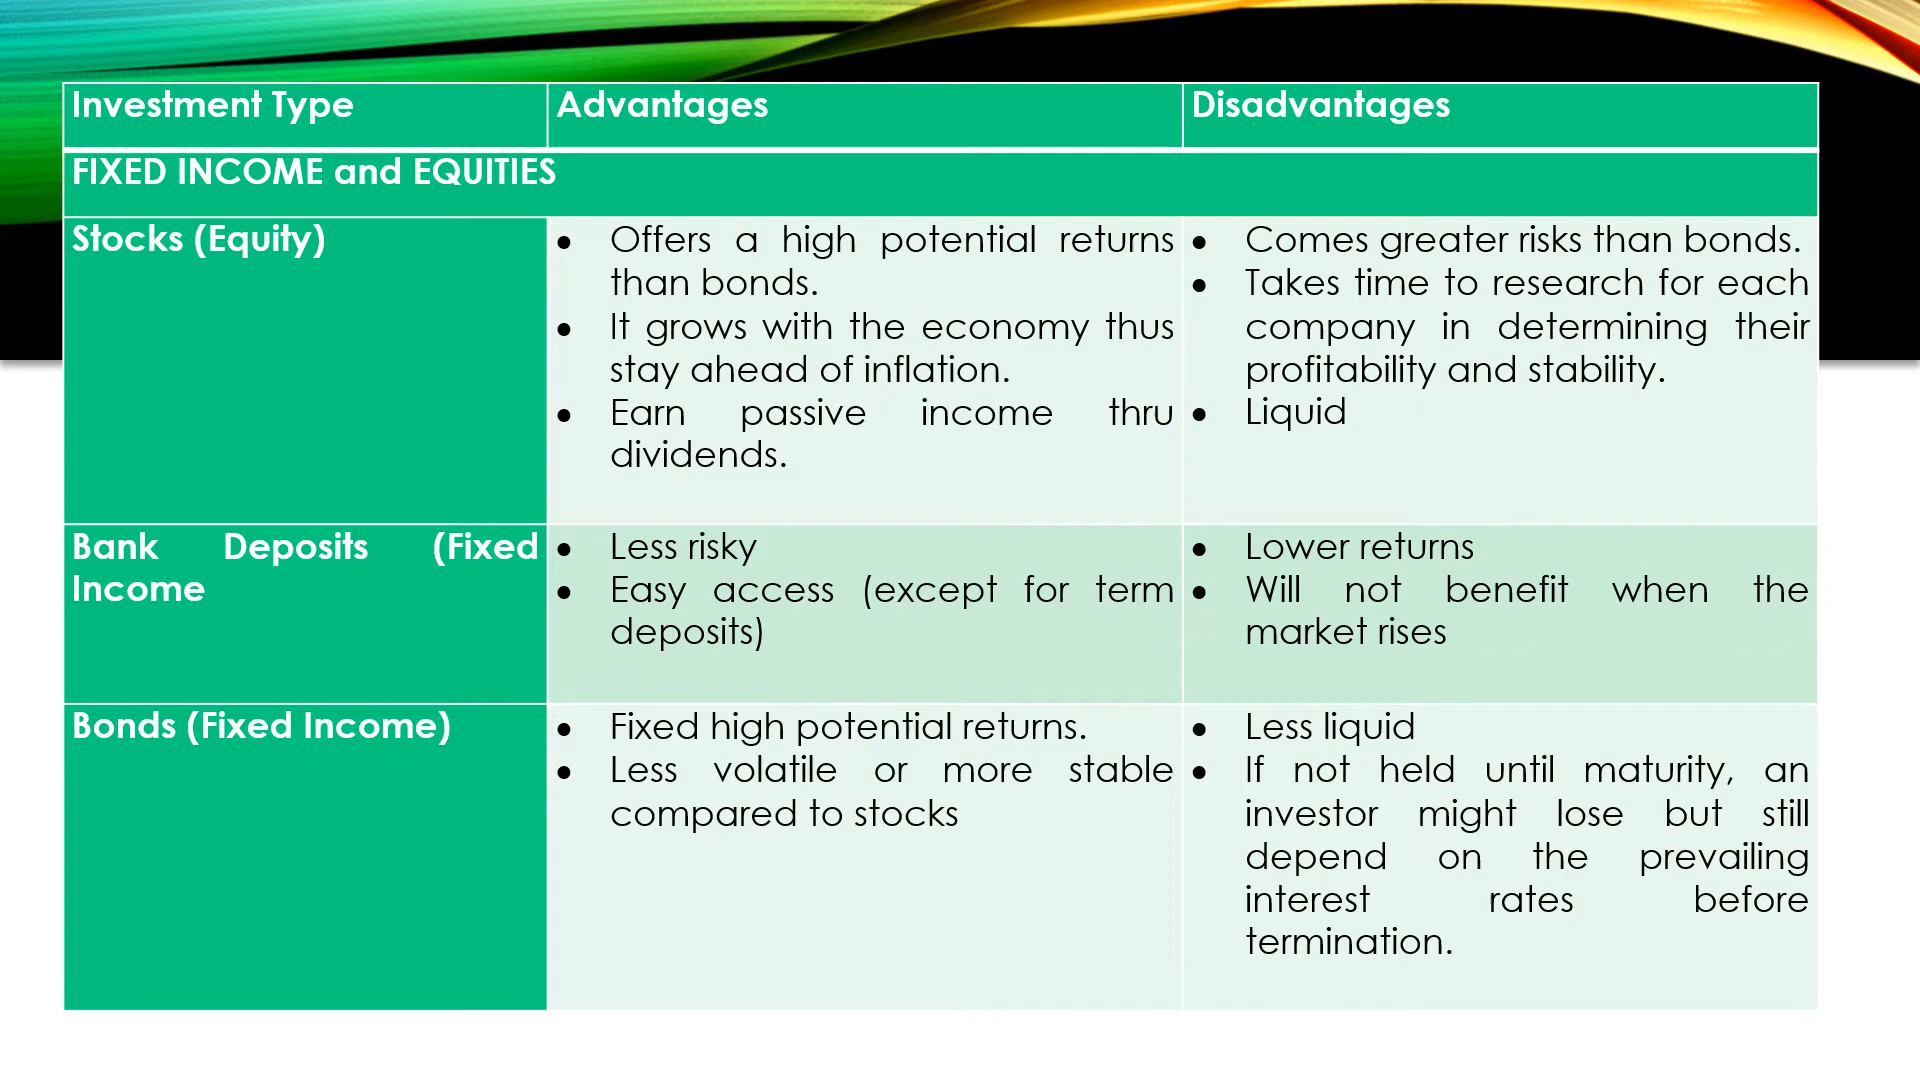 Investment Type
Advantages
Disadvantages
FIXED INCOME and EQUITIES
Stocks (Equity)
• Offers a high potential returns
than bonds.
• It grows with the economy thus
stay ahead of inflation.
• Earn passive income thru
dividends.
• Comes greater risks than bonds.
• Takes time to research for each
company in determining their
profitability and stability.
• Liquid
Bank Deposits (Fixed
Income
• Less risky
• Easy access (except for term
deposits)
• Lower returns
• Will not benefit when the
market rises
Bonds (Fixed Income)
• Fixed high potential returns.
• Less volatile or more stable
compared to stocks
• Less liquid
• If not held until maturity, an
investor might lose but still
depend on the prevailing
interest rates before
termination.